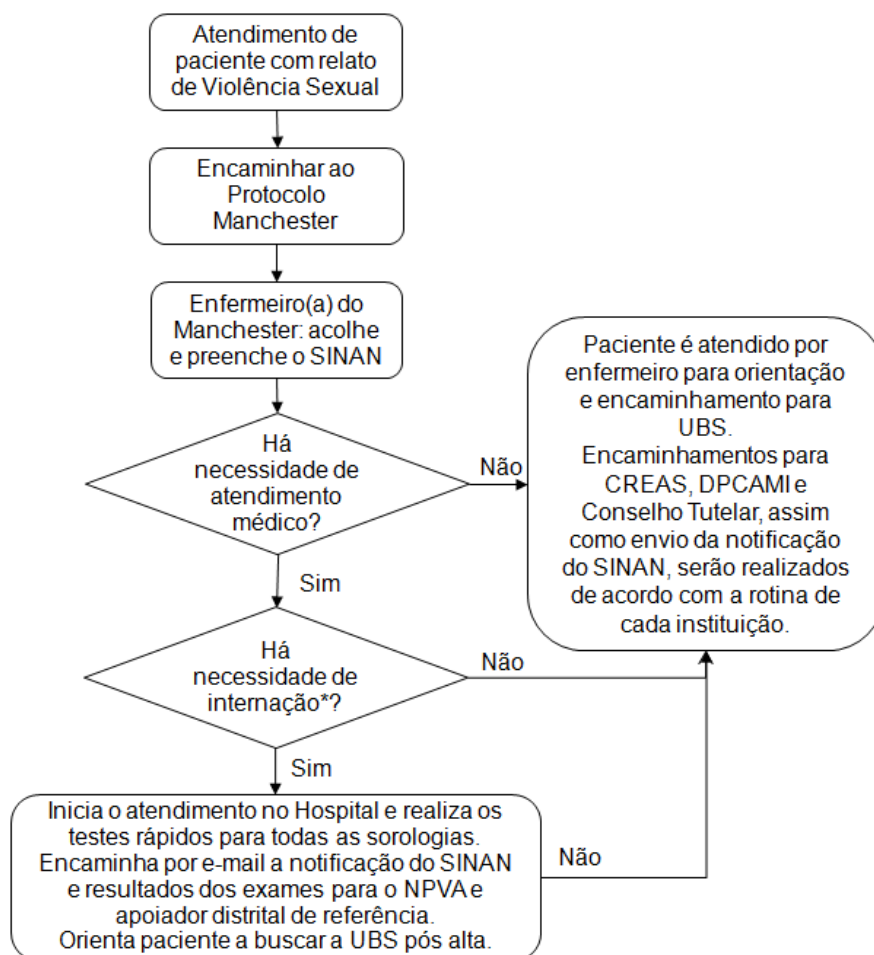 Atendimento de
paciente com relato
de Violência Sexual
Encaminhar ao
Protocolo
Manchester
Enfermeiro(a) do
Manchester: acolhe
e preenche o SINAN
Há
necessidade de
atendimento
médico?
Não
Paciente é atendido por
enfermeiro para orientação
e encaminhamento para
UBS.
Encaminhamentos para
CREAS, DPCAMI e
Conselho Tutelar, assim
como envio da notificação
do SINAN, serão realizados
de acordo com a rotina de
cada instituição.
Sim
Há
necessidade de
internação*?
Não
Sim
Inicia o atendimento no Hospital e realiza os
testes rápidos para todas as sorologias.
Encaminha por e-mail a notificação do SINAN
e resultados dos exames para o NPVA e
apoiador distrital de referência.
Orienta paciente a buscar a UBS pós alta.
Não